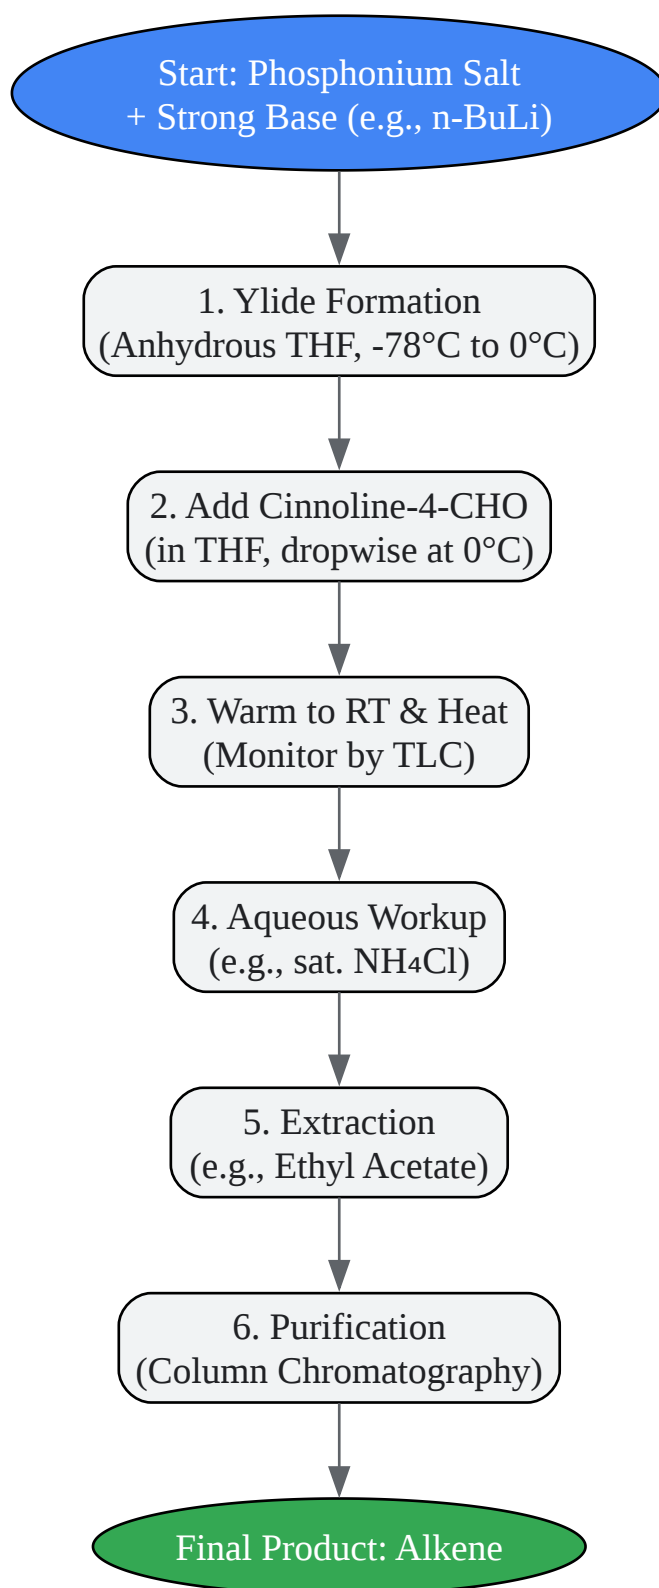 Start: Phosphonium Salt
+ Strong Base (e.g., n-BuLi)
1. Ylide Formation
(Anhydrous THF, -78°C to 0°C)
2. Add Cinnoline-4-CHO
(in THF, dropwise at 0°C)
3. Warm to RT & Heat
(Monitor by TLC)
4. Aqueous Workup
(e.g., sat. NH₄Cl)
5. Extraction
(e.g., Ethyl Acetate)
6. Purification
(Column Chromatography)
Final Product: Alkene